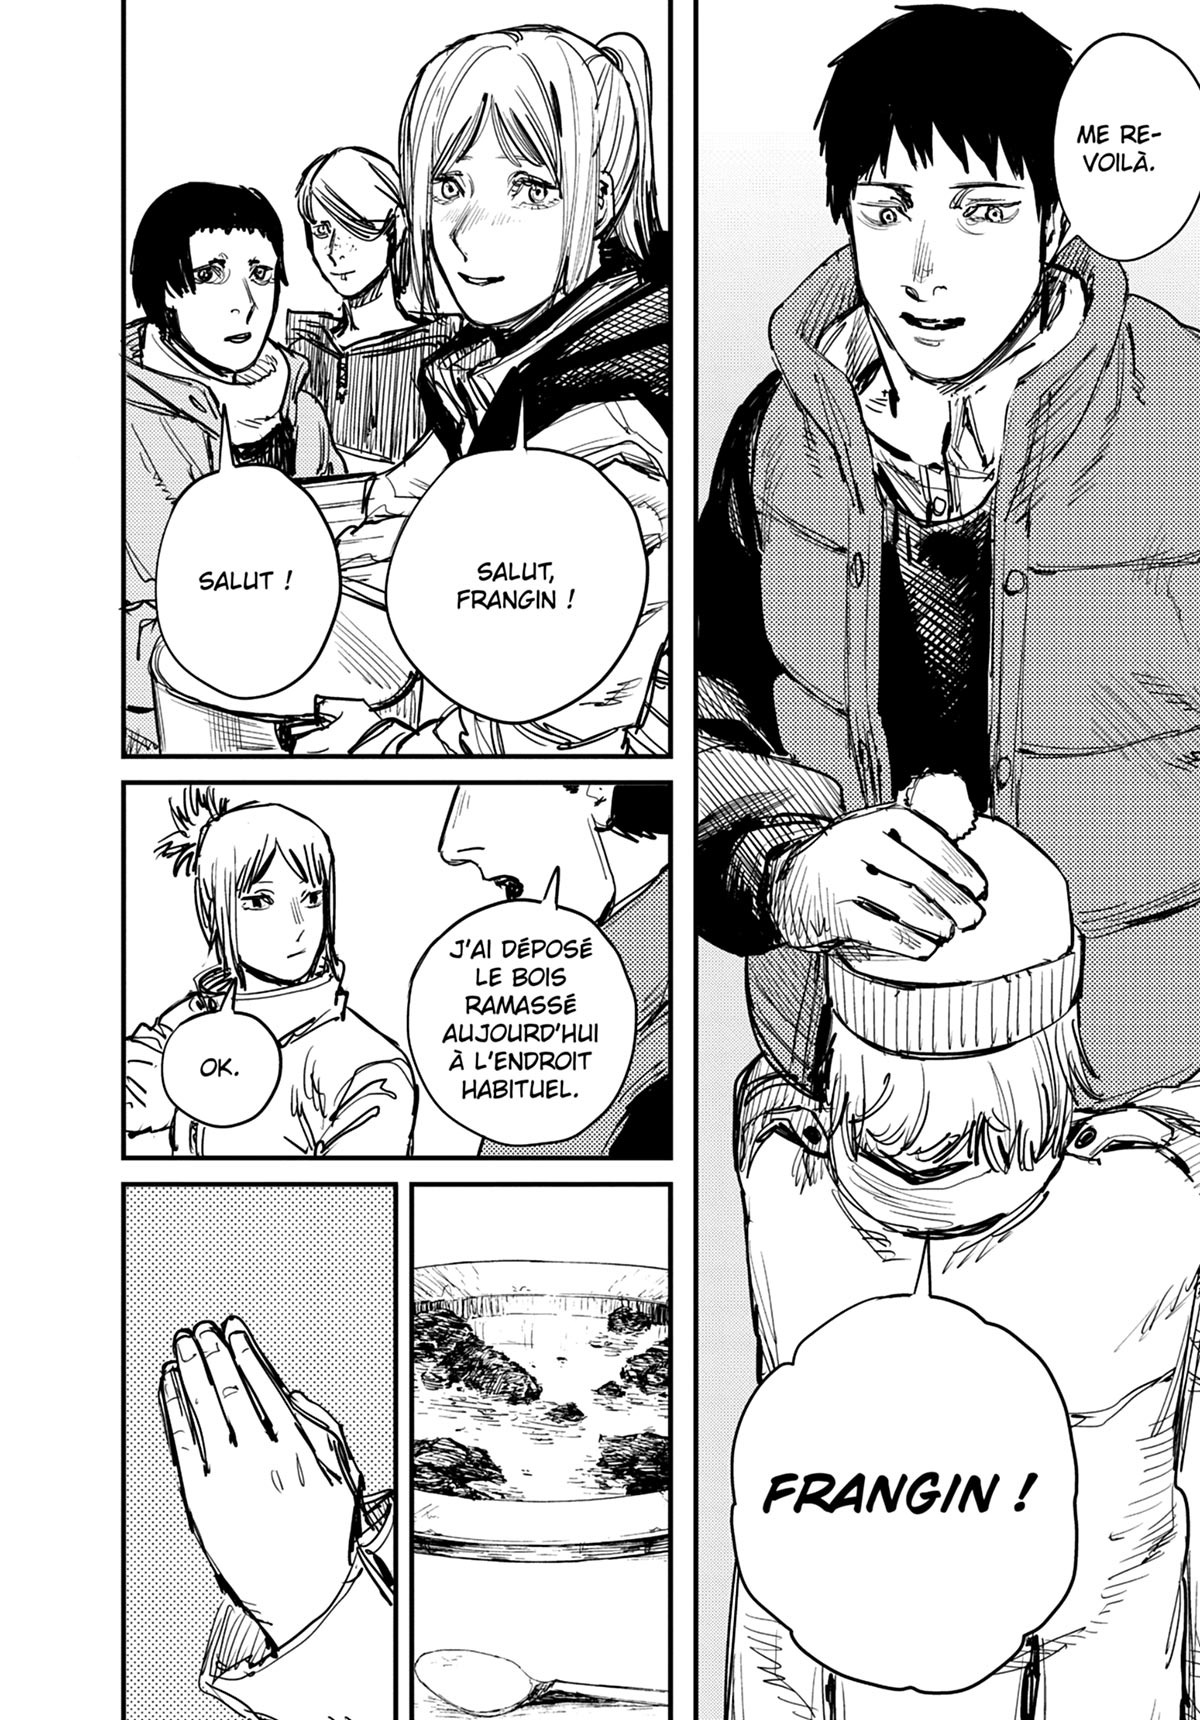 ME RE-
VOILÀ.
FRANGIN !
SALUT,
FRANGIN !
SALUT !
J'AI DÉPOSÉ
LE BOIS
RAMASSÉ
AUJOURD'HUI
À L'ENDROIT
HABITUEL.
OK.